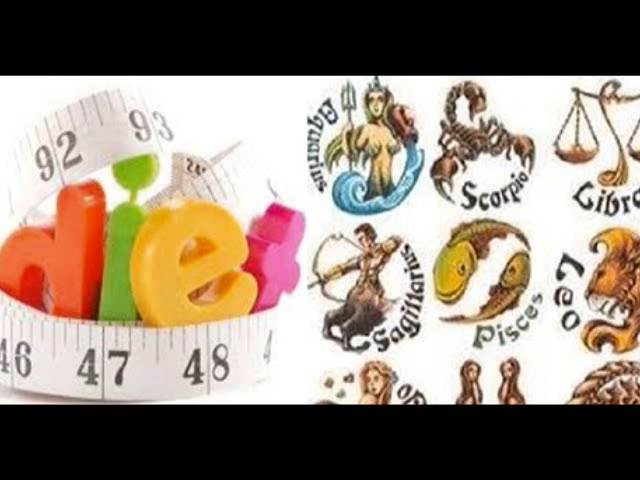 92 93
diet
46 47 48
Aquarius
Scorpio
Libra
Sagittarius
Pisces
Leo